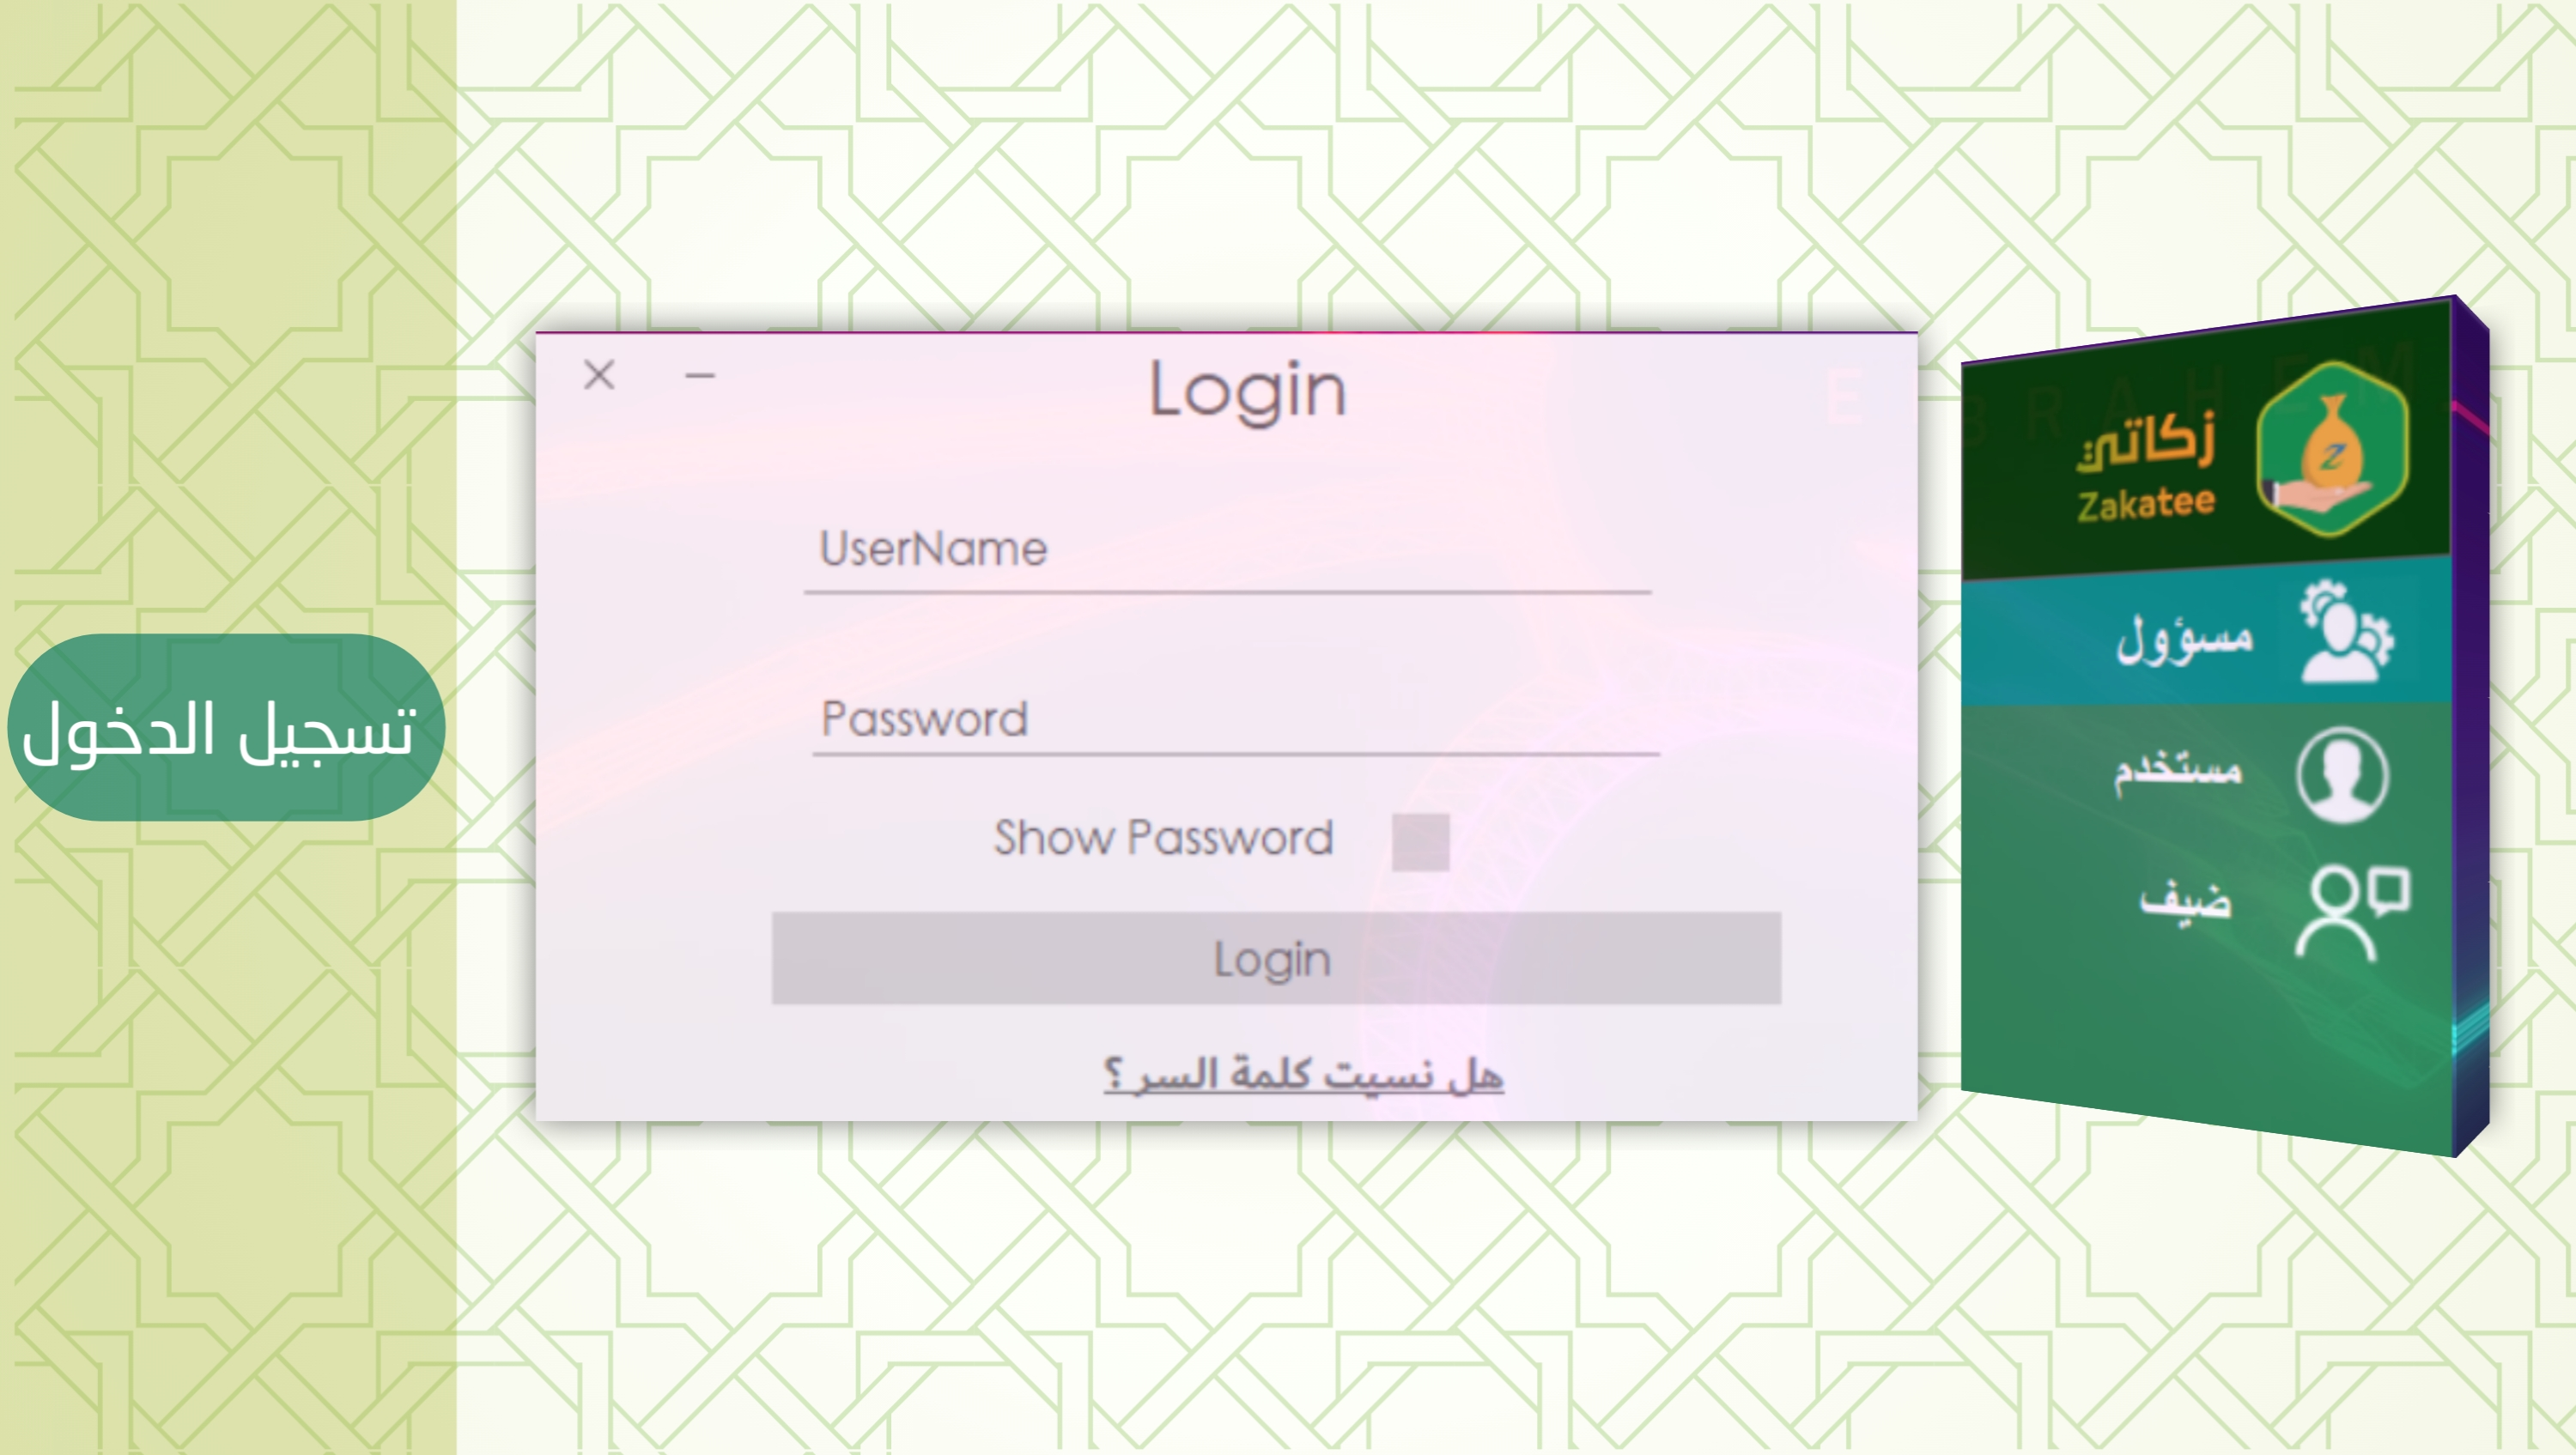 تسجيل الدخول
Login
UserName
Password
Show Password
Login
هل نسيت كلمة السر ؟
زكاتي
Zakatee
مسؤول
مستخدم
ضيف
E B R A H E M